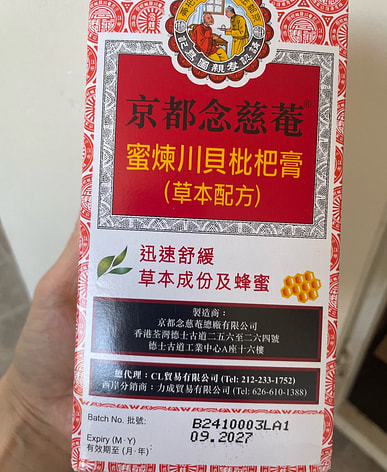 京都念慈菴®
蜜煉川貝枇杷膏
（草本配方）
迅速舒緩
草本成份及蜂蜜
製造商：
京都念慈菴總廠有限公司
香港荃灣德士古道二五六至二六四號
德士古道工業中心A座十六樓
總代理：CL貿易有限公司 (Tel: 212-233-1752)
西岸分銷商：力成貿易有限公司 (Tel: 626-610-1388)
Batch No. 批號:
B2410003LA1
Expiry (M·Y)
09.2027
有效期至 (月·年)